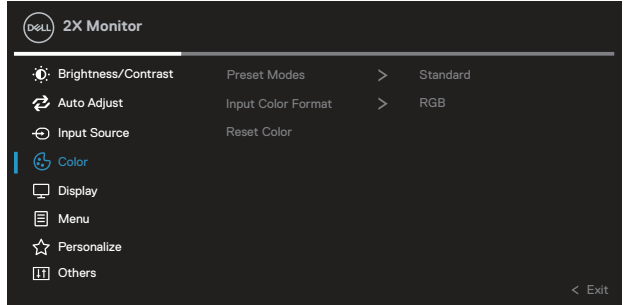 DELL 2X Monitor
Brightness/Contrast Preset Modes > Standard
Auto Adjust Input Color Format > RGB
Input Source Reset Color
Color
Display
Menu
Personalize
Others
< Exit